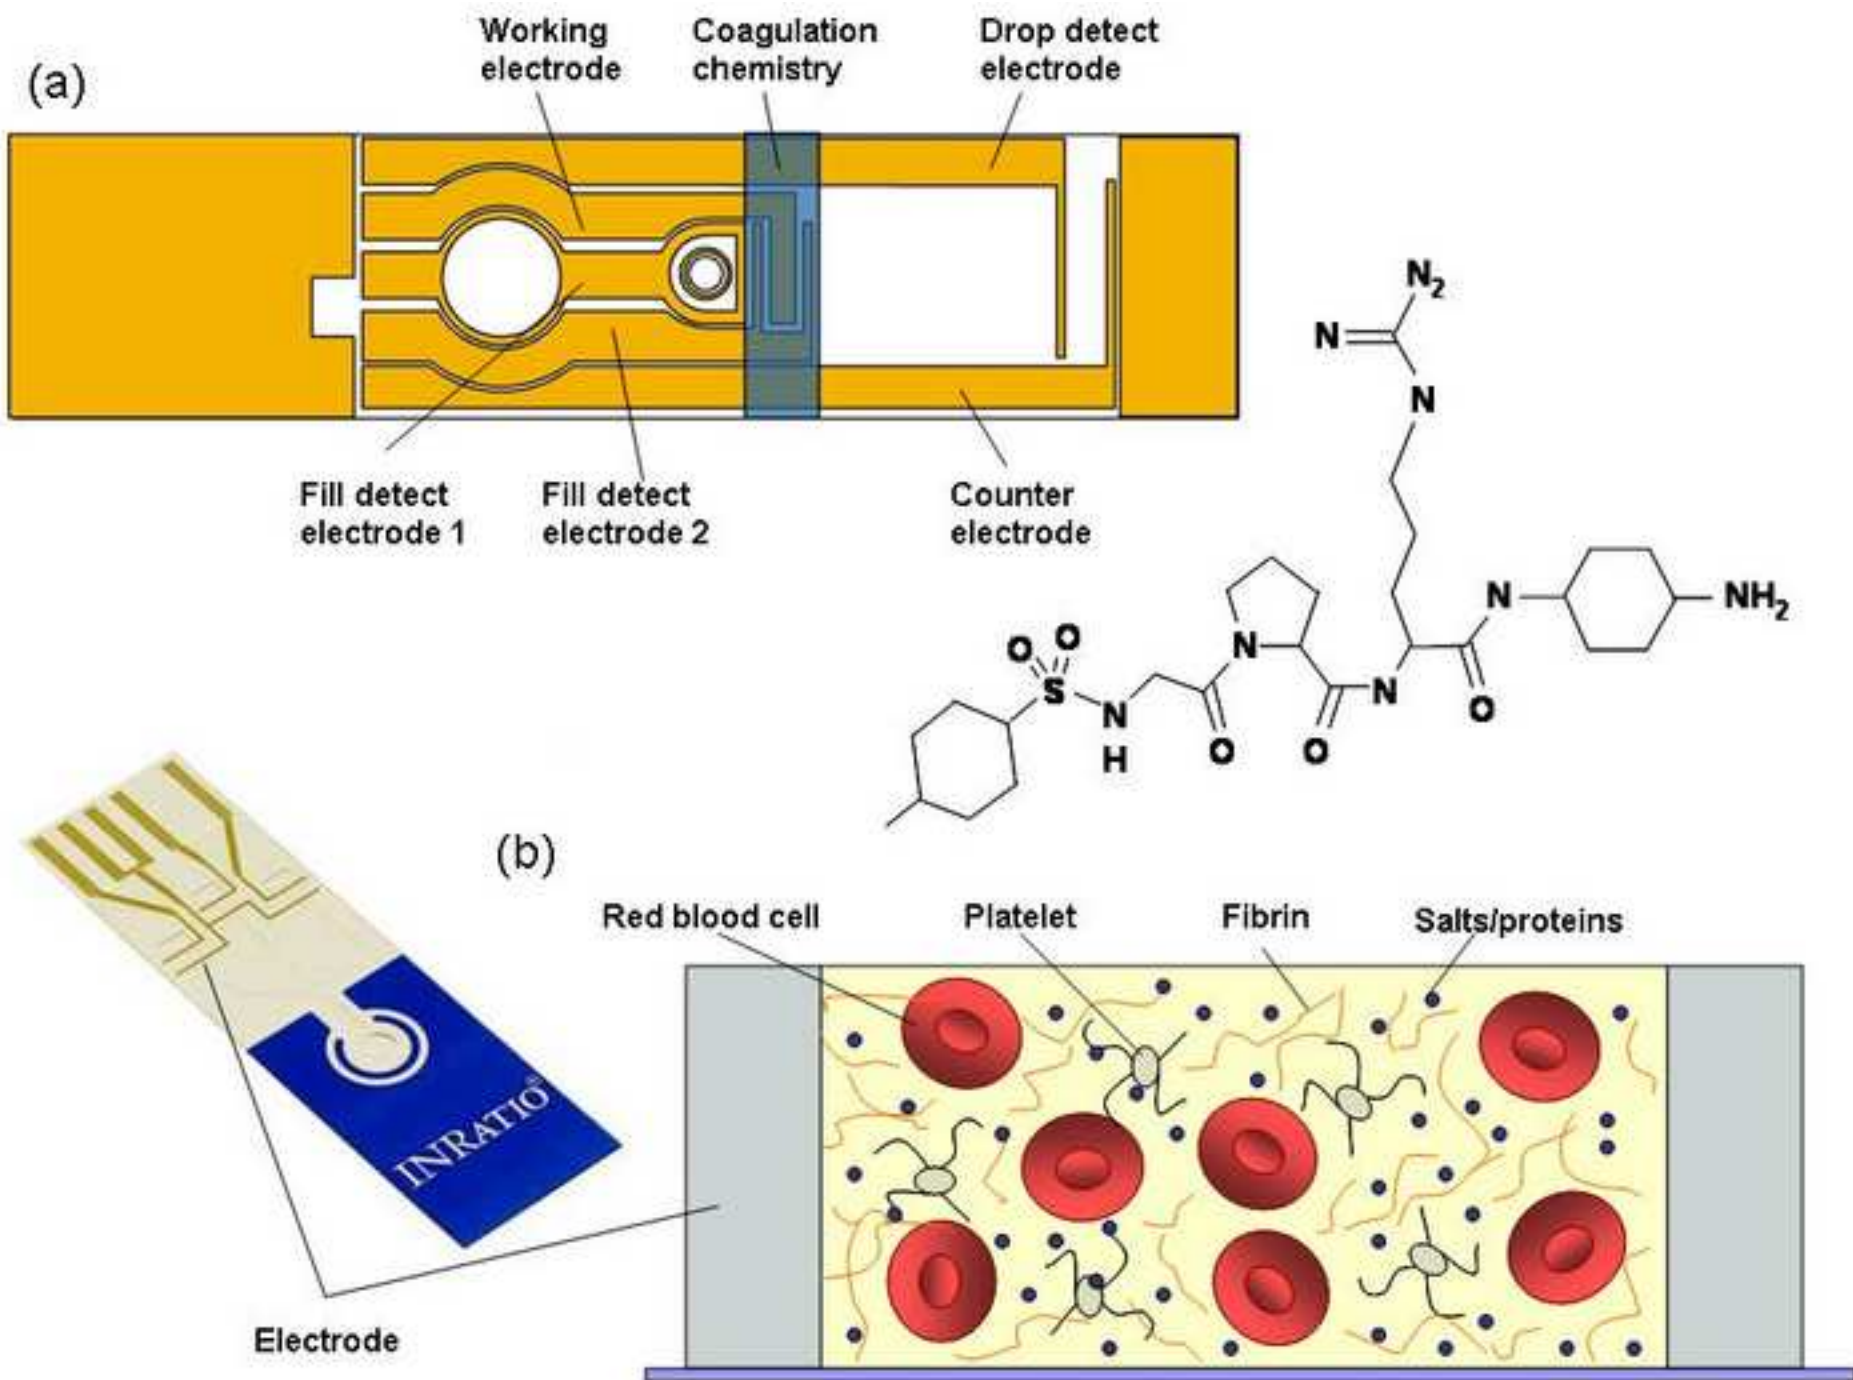 (a)
Working
electrode
Coagulation
chemistry
Drop detect
electrode
Fill detect
electrode 1
Fill detect
electrode 2
Counter
electrode
N2
N
N
N
NH2
O
O
S
N
H
O
N
O
N
O
(b)
INRATIO®
Electrode
Red blood cell
Platelet
Fibrin
Salts/proteins